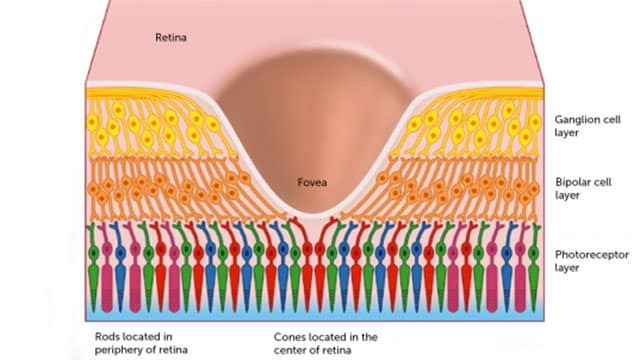 Retina
Ganglion cell
layer
Fovea
Bipolar cell
layer
Photoreceptor
layer
Rods located in
periphery of retina
Cones located in the
center of retina